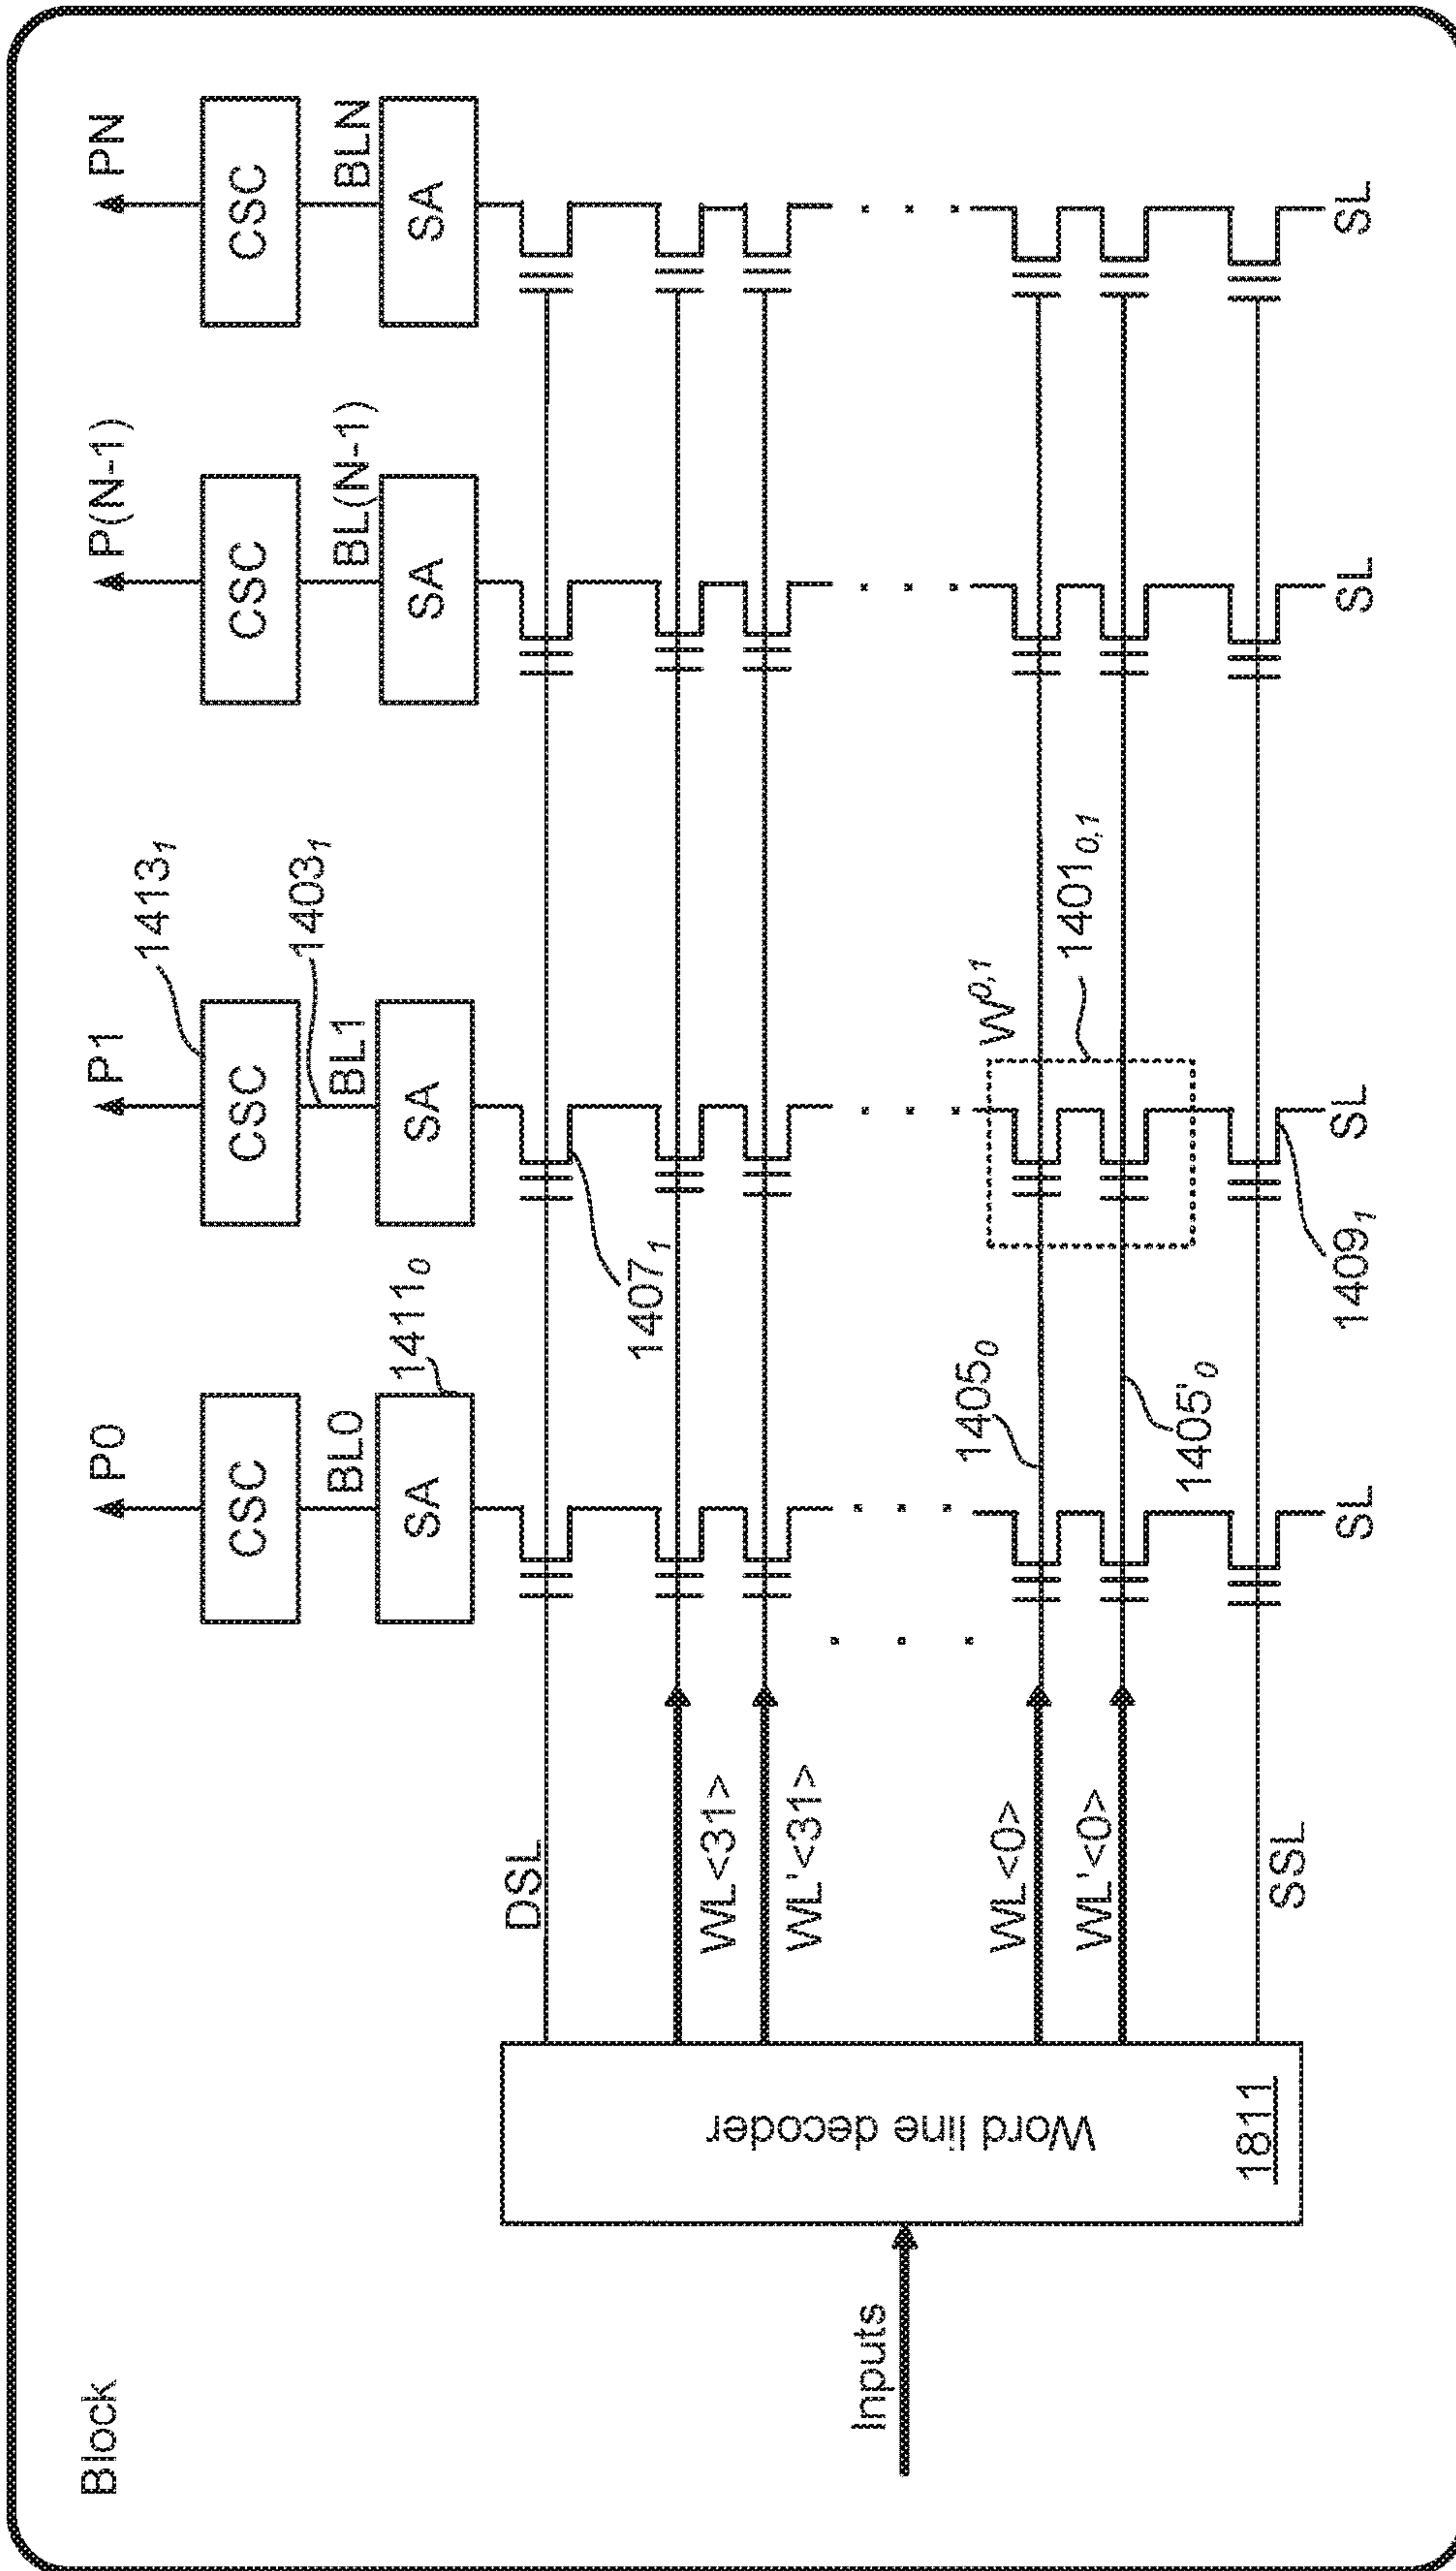 Block
P0
P1
P(N-1)
PN
1413₁
CSC
CSC
CSC
CSC
1403₁
BL0
BL1
BL(N-1)
BLN
1411₀
SA
SA
SA
SA
DSL
1407₁
WL<31>
WL'<31>
Inputs
Word line decoder
1811
W⁰,¹
1405₀
1401₀,₁
WL<0>
WL'<0>
1405'₀
SSL
1409₁
SL
SL
SL
SL